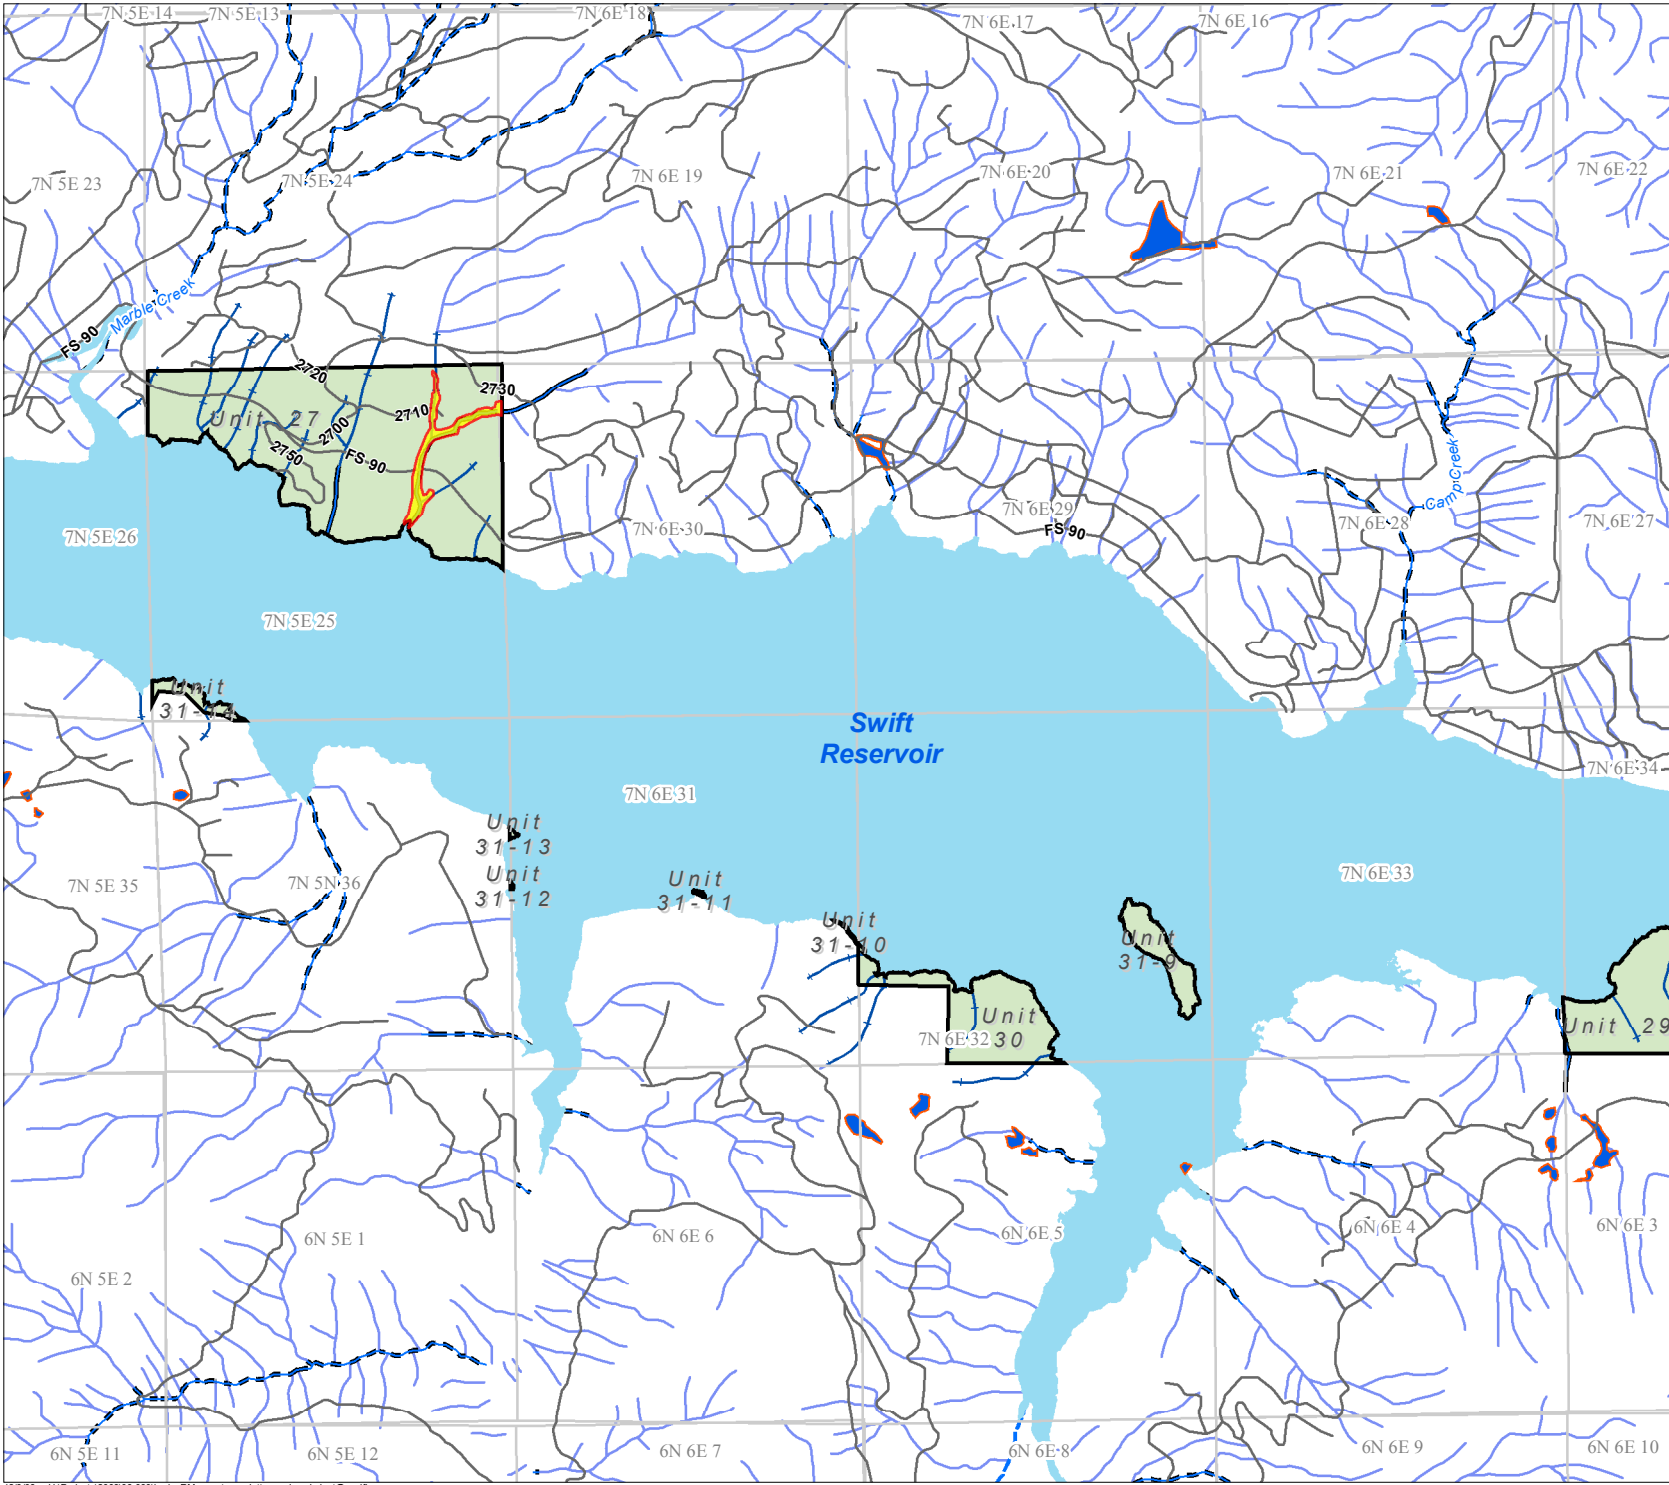 7N 5E 14
7N 5E 13
7N 6E 18
7N 6E 17
7N 6E 16
7N 5E 23
7N 5E 24
7N 6E 19
7N 6E 20
7N 6E 21
7N 6E 22
Marble Creek
FS-90
2720
2730
2710
Unit 27
2700
2750
FS-90
Camp Creek
7N 5E 26
7N 6E 30
7N 6E 29
FS-90
7N 6E 28
7N 6E 27
7N 5E 25
Unit
31-14
Swift
Reservoir
7N 6E 34
7N 6E 31
Unit
31-13
Unit
31-12
Unit
31-11
7N 5E 35
7N 5N 36
7N 6E 33
Unit
31-10
Unit
31-9
Unit
30
7N 6E 32
Unit 29
6N 5E 2
6N 5E 1
6N 6E 6
6N 6E 5
6N 6E 4
6N 6E 3
6N 5E 11
6N 5E 12
6N 6E 7
6N 6E 8
6N 6E 9
6N 6E 10